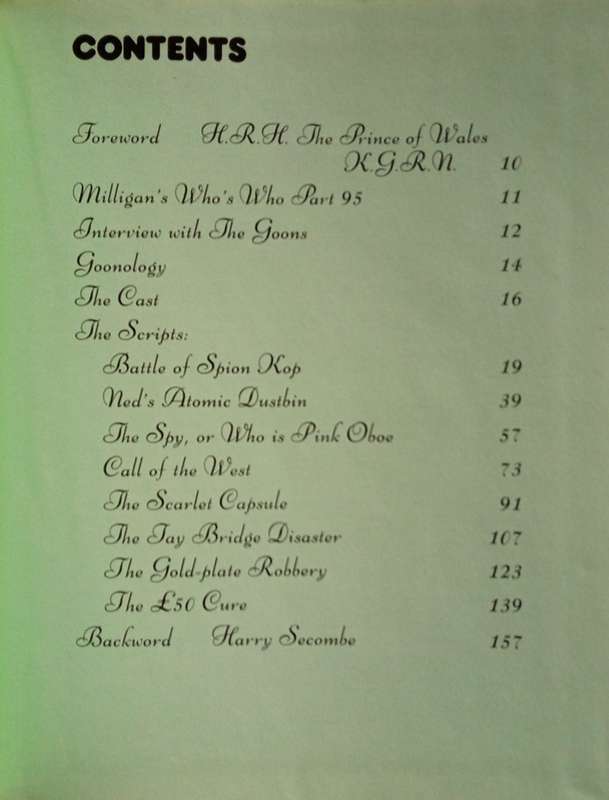 CONTENTS
Foreword H.R.H. The Prince of Wales
K.G.R.N. 10
Milligan's Who's Who Part 95 11
Interview with The Goons 12
Goonology 14
The Cast 16
The Scripts:
Battle of Spion Kop 19
Ned's Atomic Dustbin 39
The Spy, or Who is Pink Oboe 57
Call of the West 73
The Scarlet Capsule 91
The Tay Bridge Disaster 107
The Gold-plate Robbery 123
The £50 Cure 139
Backword Harry Secombe 157